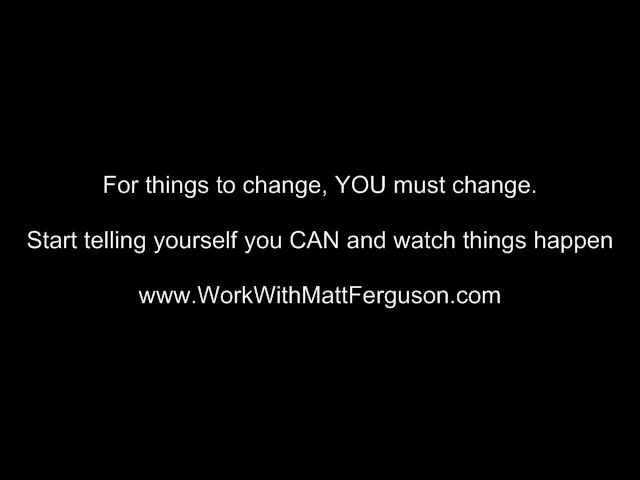 For things to change, YOU must change.
Start telling yourself you CAN and watch things happen
www.WorkWithMattFerguson.com